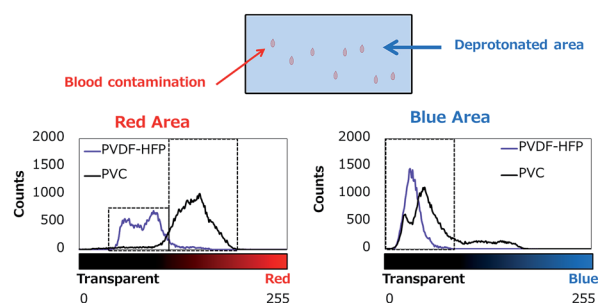 Deprotonated area
Blood contamination
Red Area
2000
1500
1000
500
0
Counts
PVDF-HFP
PVC
Transparent
Red
0
255
Blue Area
2000
1500
1000
500
0
Counts
PVDF-HFP
PVC
Transparent
Blue
0
255